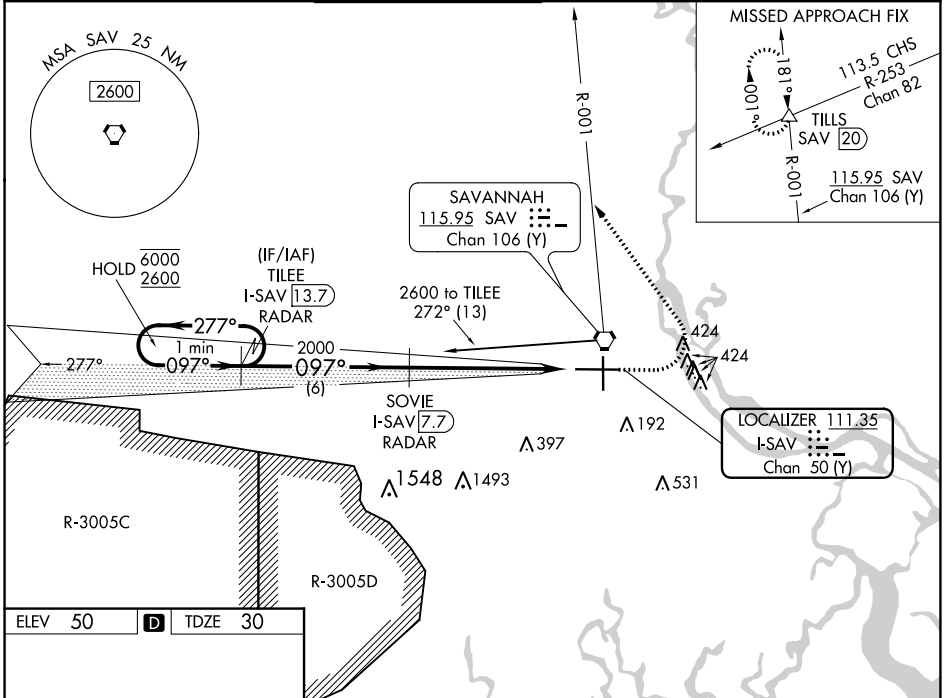 MSA SAV 25 NM
2600
MISSED APPROACH FIX
181°
001°
113.5 CHS
R-253
Chan 82
TILLS
SAV 20
R-001
115.95 SAV
Chan 106 (Y)
R-001
SAVANNAH
115.95 SAV
Chan 106 (Y)
HOLD 6000
2600
(IF/IAF)
TILEE
I-SAV 13.7
RADAR
2600 to TILEE
272° (13)
277°
1 min
097°
277°
2000
097°
(6)
SOVIE
I-SAV 7.7
RADAR
424
424
192
397
1548
1493
531
LOCALIZER 111.35
I-SAV
Chan 50 (Y)
R-3005C
R-3005D
ELEV 50 D TDZE 30